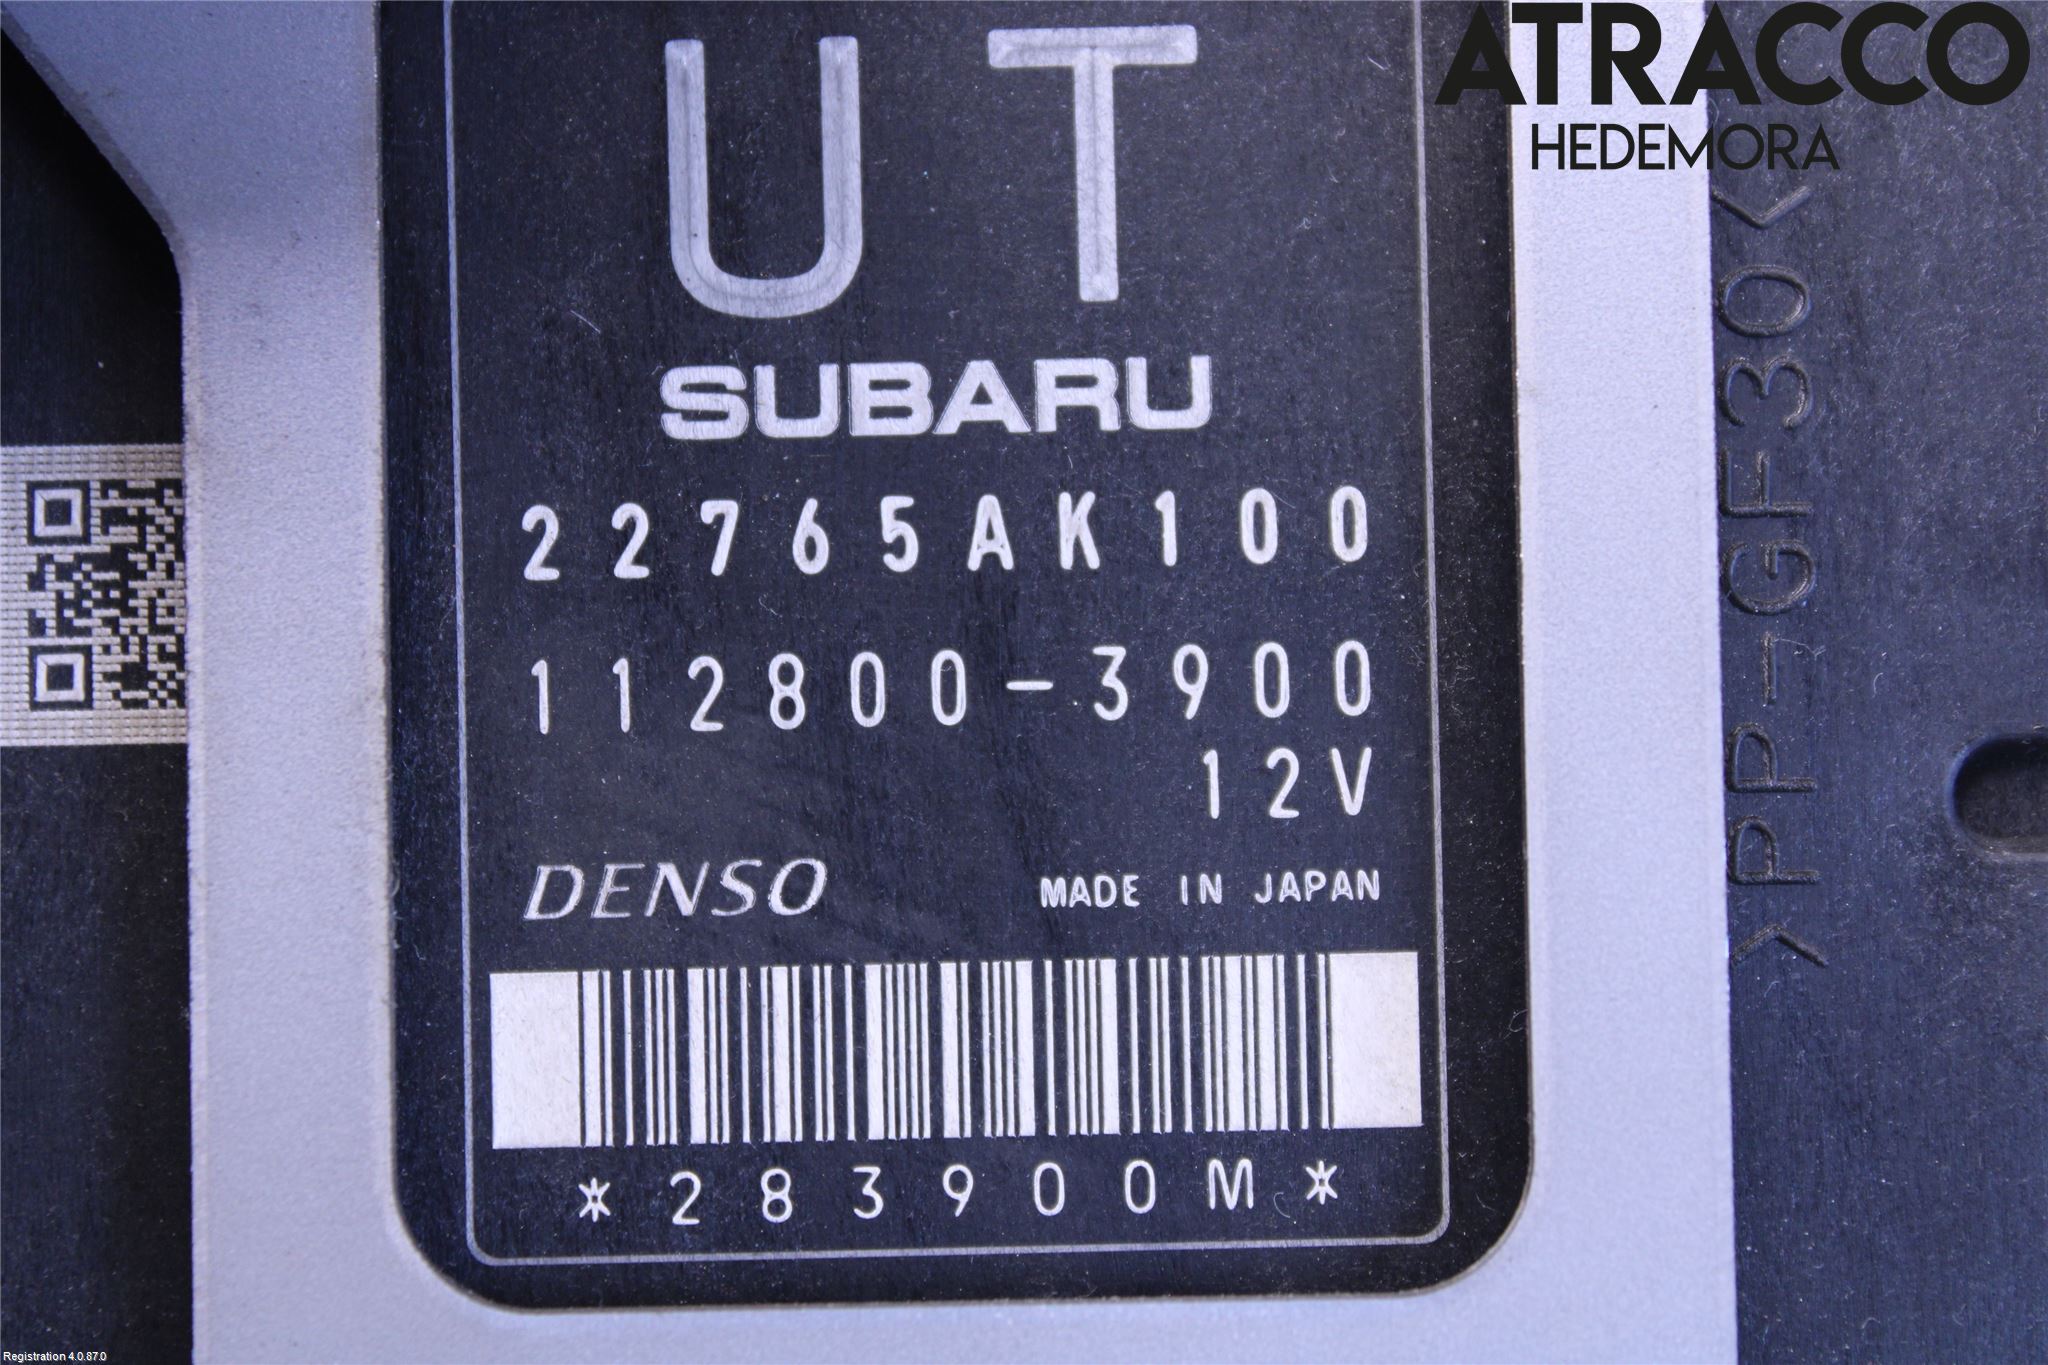 ATRACCO
HEDEMORA
UT
SUBARU
22765AK100
112800-3900
12V
DENSO
MADE IN JAPAN
*283900M*
>PP-GF30<
Registration 4.0.87.0